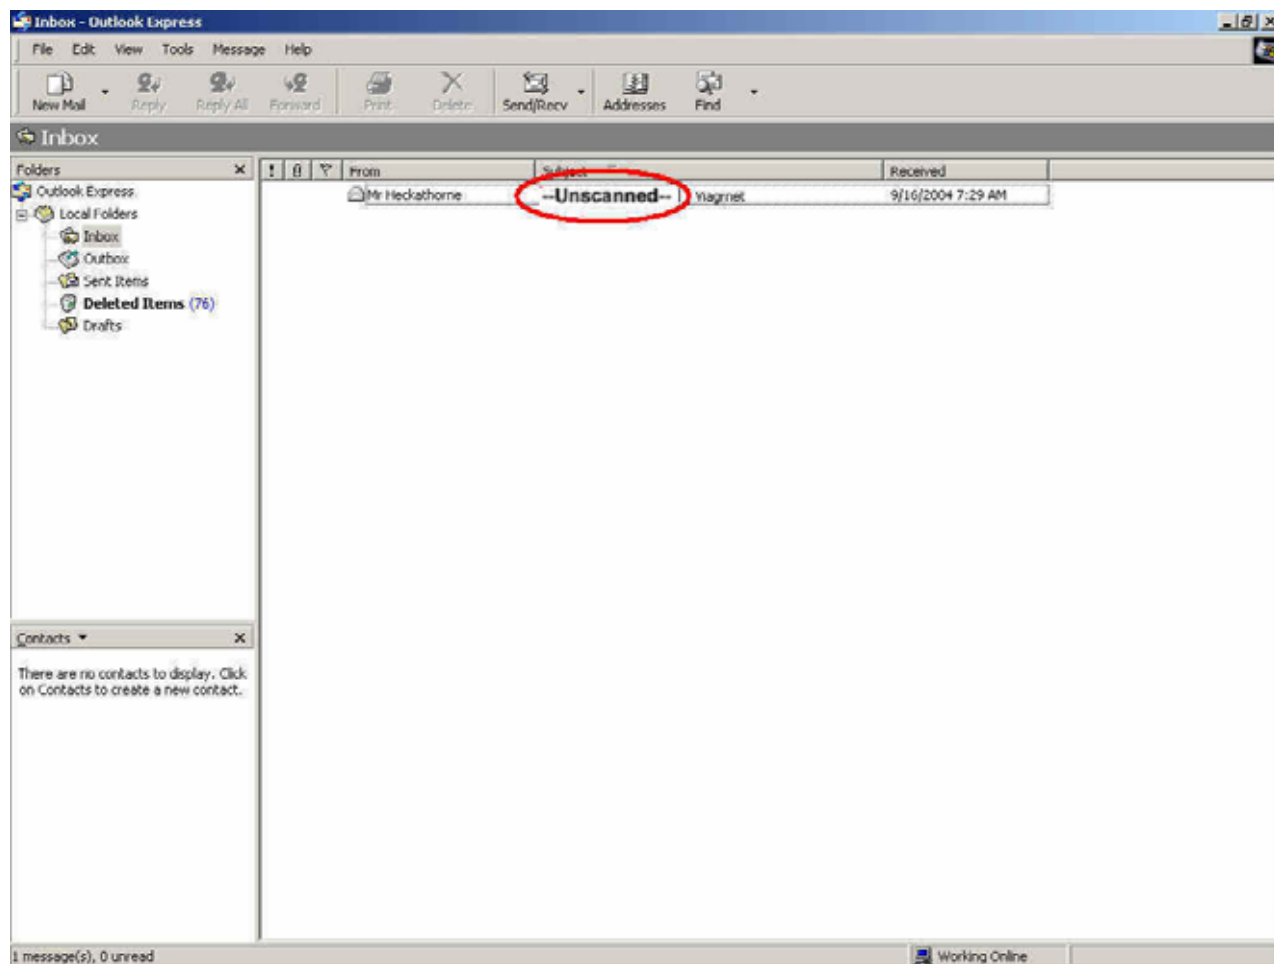 Inbox - Outlook Express
File Edit View Tools Message Help
New Mail Reply Reply All Forward Print Delete Send/Recv Addresses Find
Inbox
Folders
! From Subject Received
Outlook Express
Mr Heckathorne --Unscanned-- Viagrnet 9/16/2004 7:29 AM
Local Folders
Inbox
Outbox
Sent Items
Deleted Items (76)
Drafts
Contacts
There are no contacts to display. Click
on Contacts to create a new contact.
1 message(s), 0 unread
Working Online